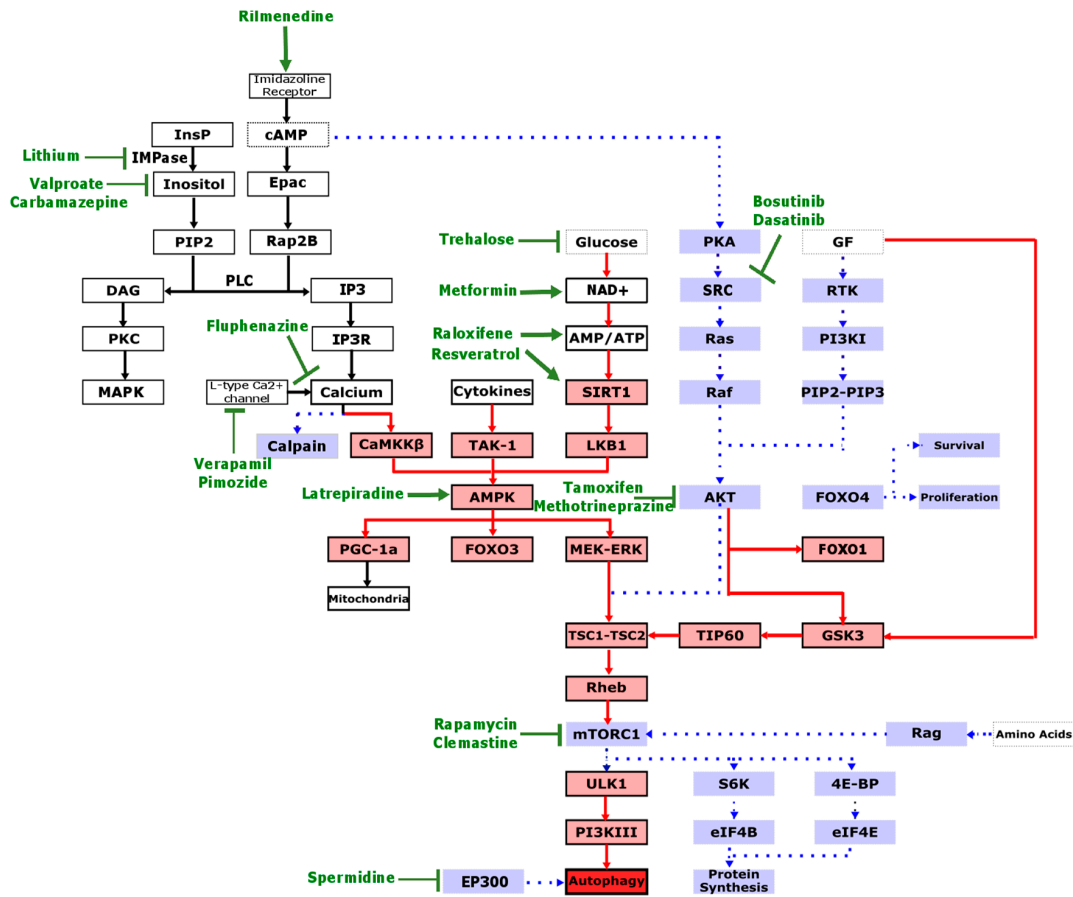 Rilmenedine
Imidazoline
Receptor
InsP
cAMP
Lithium
IMPase
Valproate
Carbamazepine
Inositol
Epac
Bosutinib
Dasatinib
PIP2
Rap2B
Trehalose
Glucose
PKA
GF
PLC
DAG
IP3
Metformin
NAD+
SRC
RTK
Fluphenazine
PKC
IP3R
Raloxifene
Resveratrol
AMP/ATP
Ras
PI3KI
MAPK
L-type Ca2+
channel
Calcium
Cytokines
SIRT1
Raf
PIP2-PIP3
Calpain
CaMKKβ
TAK-1
LKB1
Survival
Verapamil
Pimozide
Latrepiradine
AMPK
Tamoxifen
Methotrineprazine
AKT
FOXO4
Proliferation
PGC-1a
FOXO3
MEK-ERK
FOXO1
Mitochondria
TSC1-TSC2
TIP60
GSK3
Rheb
Rapamycin
Clemastine
mTORC1
Rag
Amino Acids
ULK1
S6K
4E-BP
PI3KIII
eIF4B
eIF4E
Spermidine
EP300
Autophagy
Protein
Synthesis